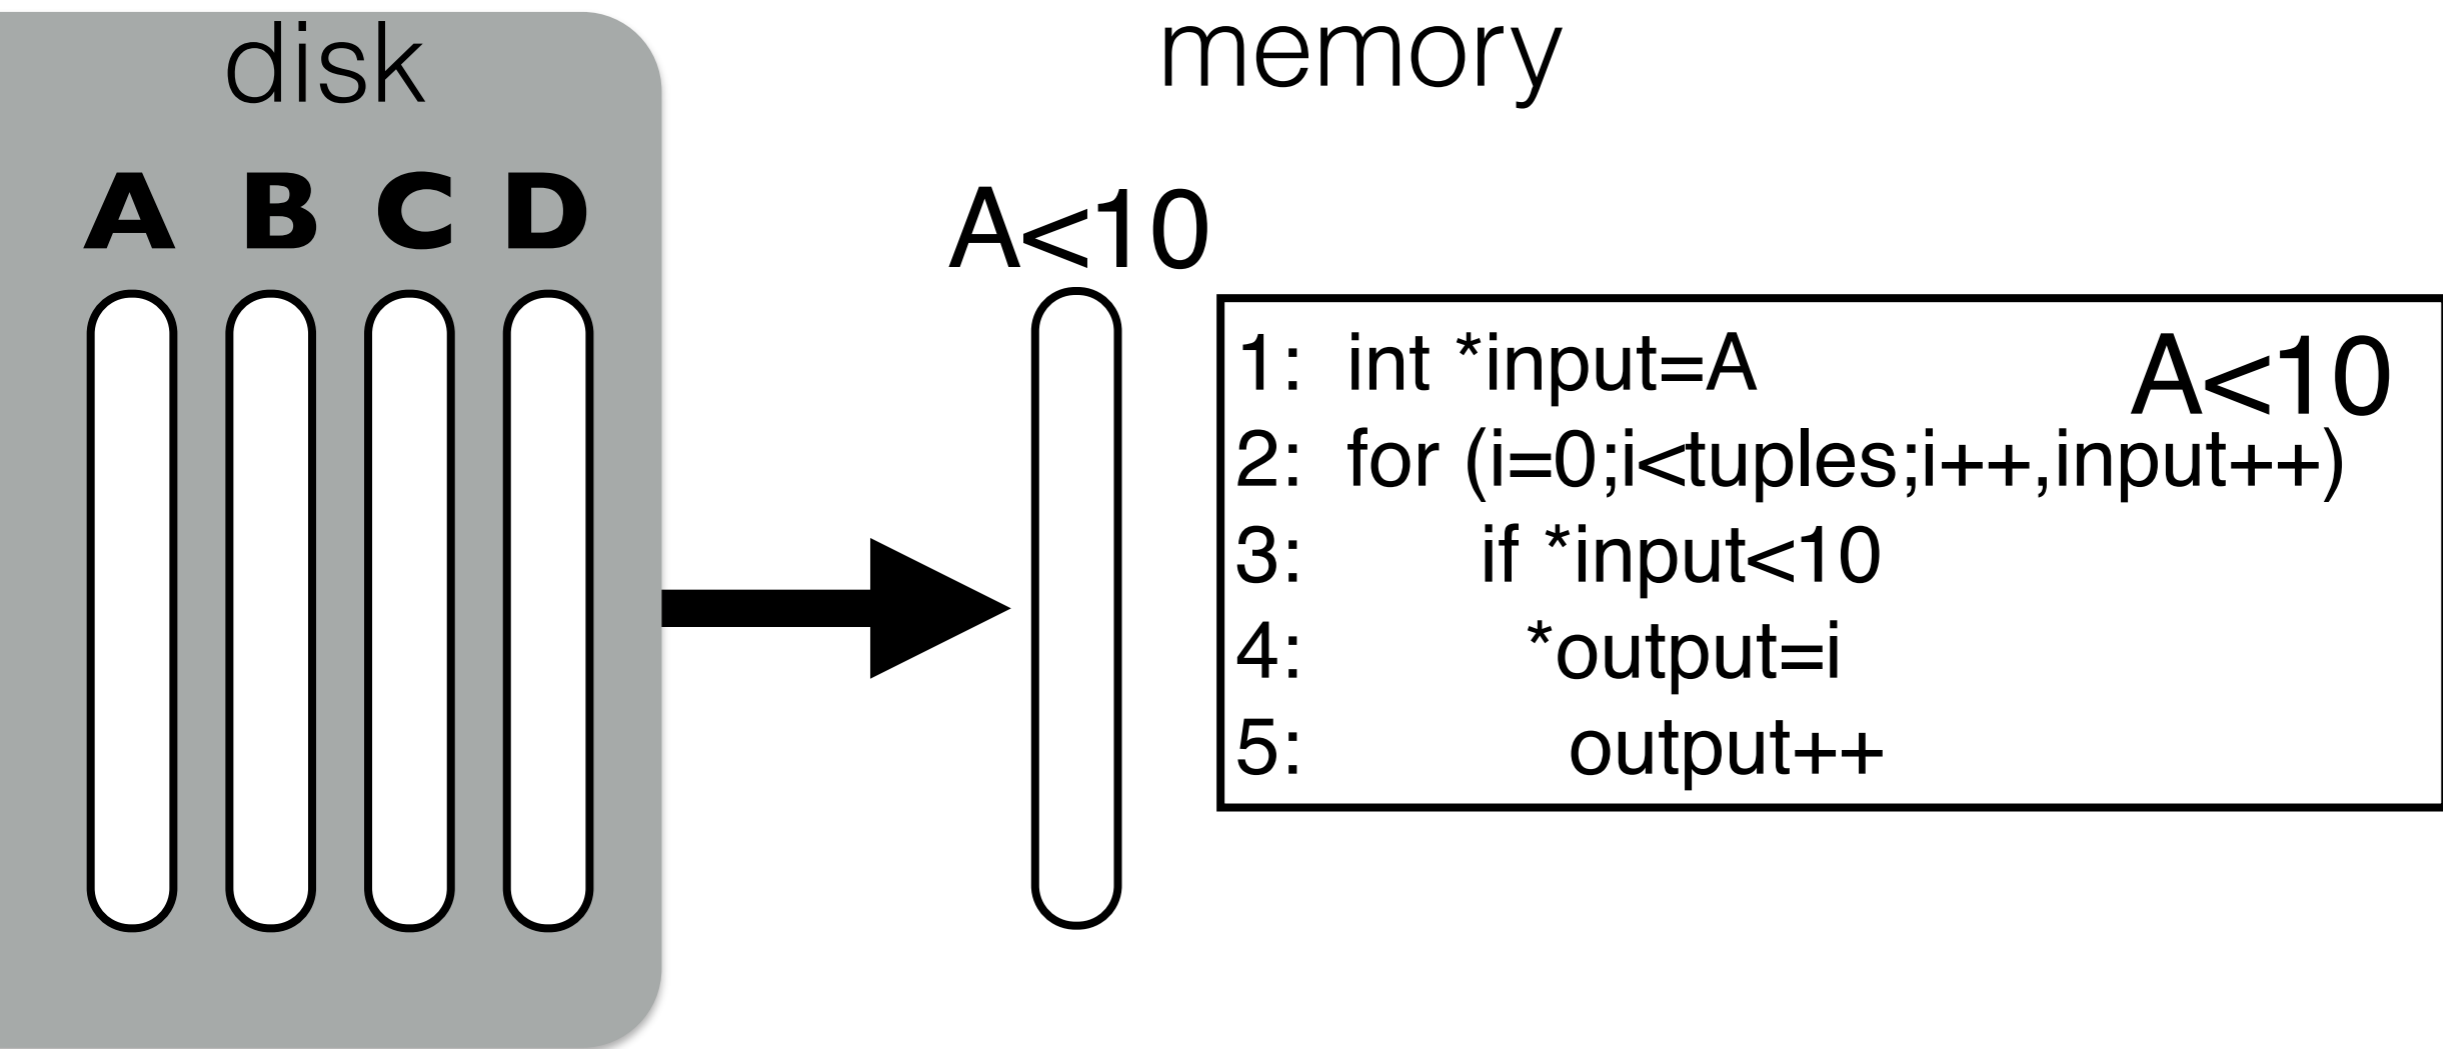 disk
memory
A B C D
A<10
A<10
1: int *input=A
2: for (i=0;i<tuples;i++,input++)
3: if *input<10
4: *output=i
5: output++